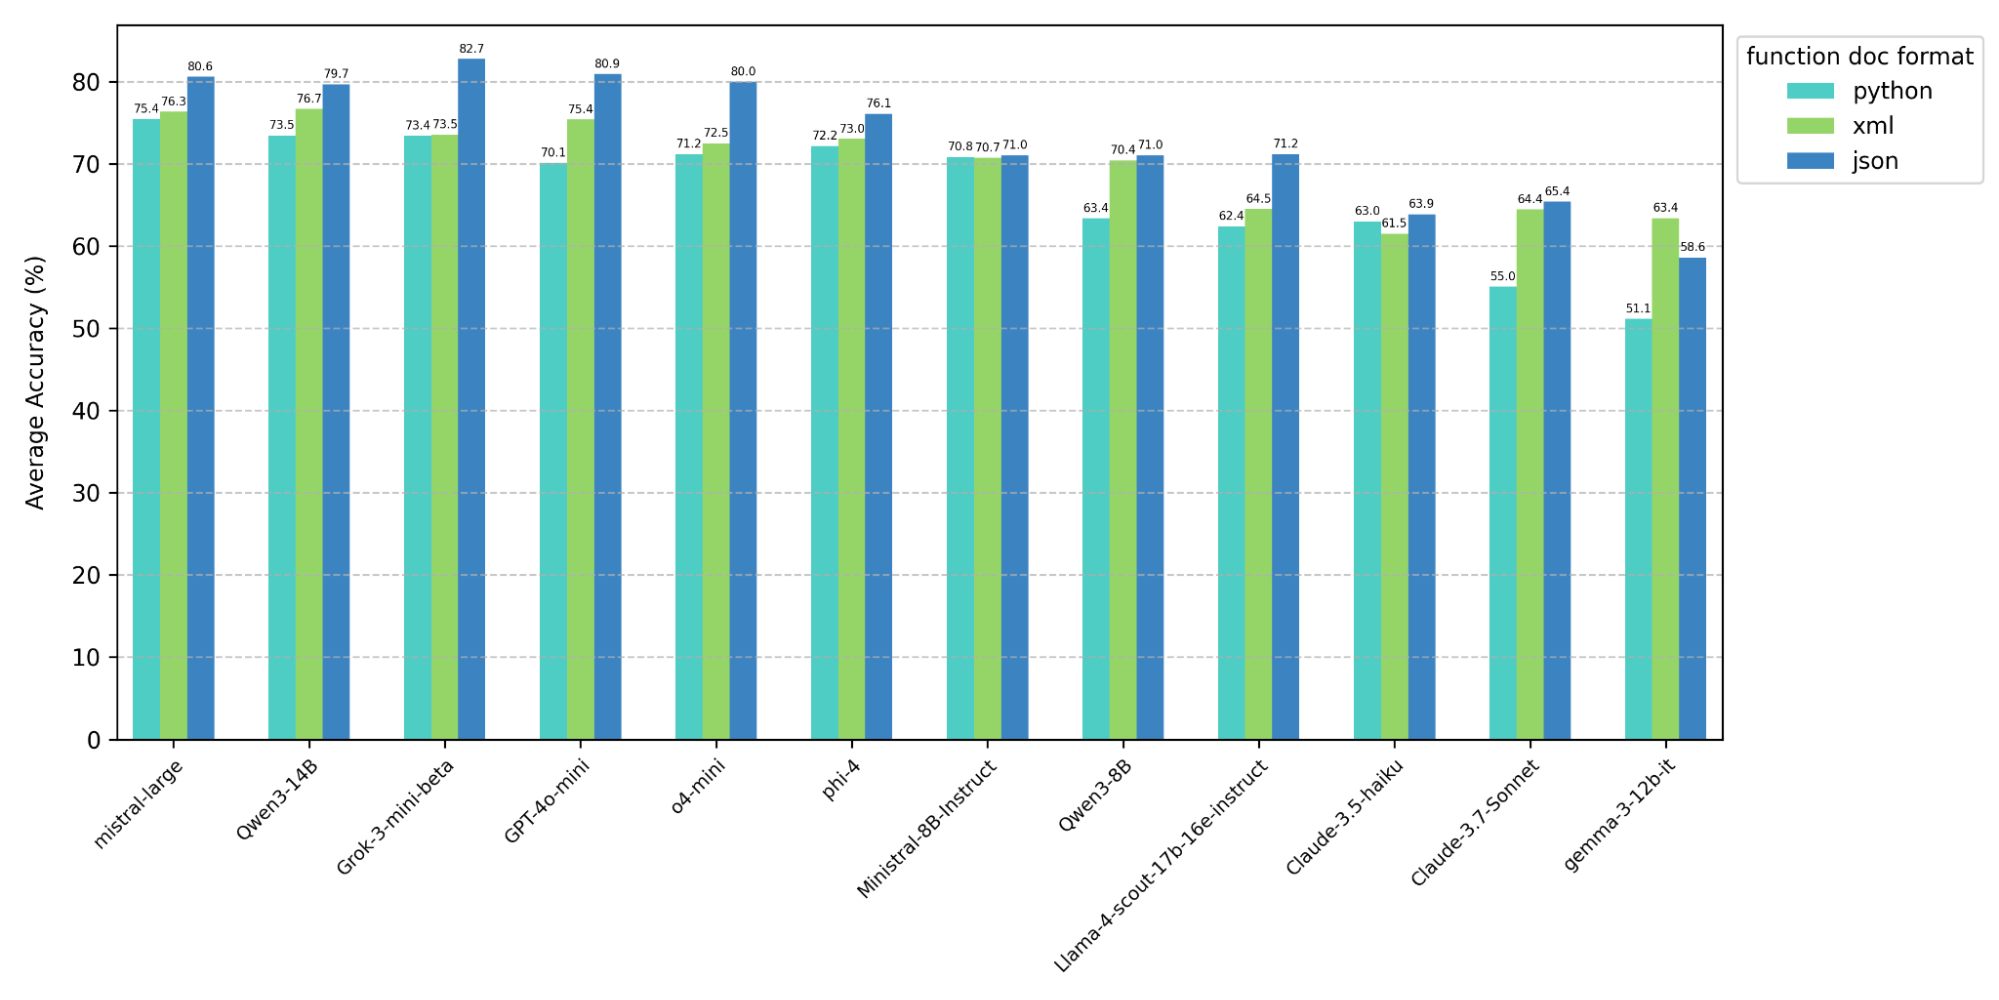 function doc format
python
xml
json
Average Accuracy (%)
80
70
60
50
40
30
20
10
0
75.4 76.3 80.6
73.5 76.7 79.7
73.4 73.5 82.7
70.1 75.4 80.9
71.2 72.5 80.0
72.2 73.0 76.1
70.8 70.7 71.0
63.4 70.4 71.0
62.4 64.5 71.2
63.0 61.5 63.9
55.0 64.4 65.4
51.1 63.4 58.6
mistral-large
Qwen3-14B
Grok-3-mini-beta
GPT-4o-mini
o4-mini
phi-4
Ministral-8B-Instruct
Qwen3-8B
Llama-4-scout-17b-16e-instruct
Claude-3.5-haiku
Claude-3.7-Sonnet
gemma-3-12b-it